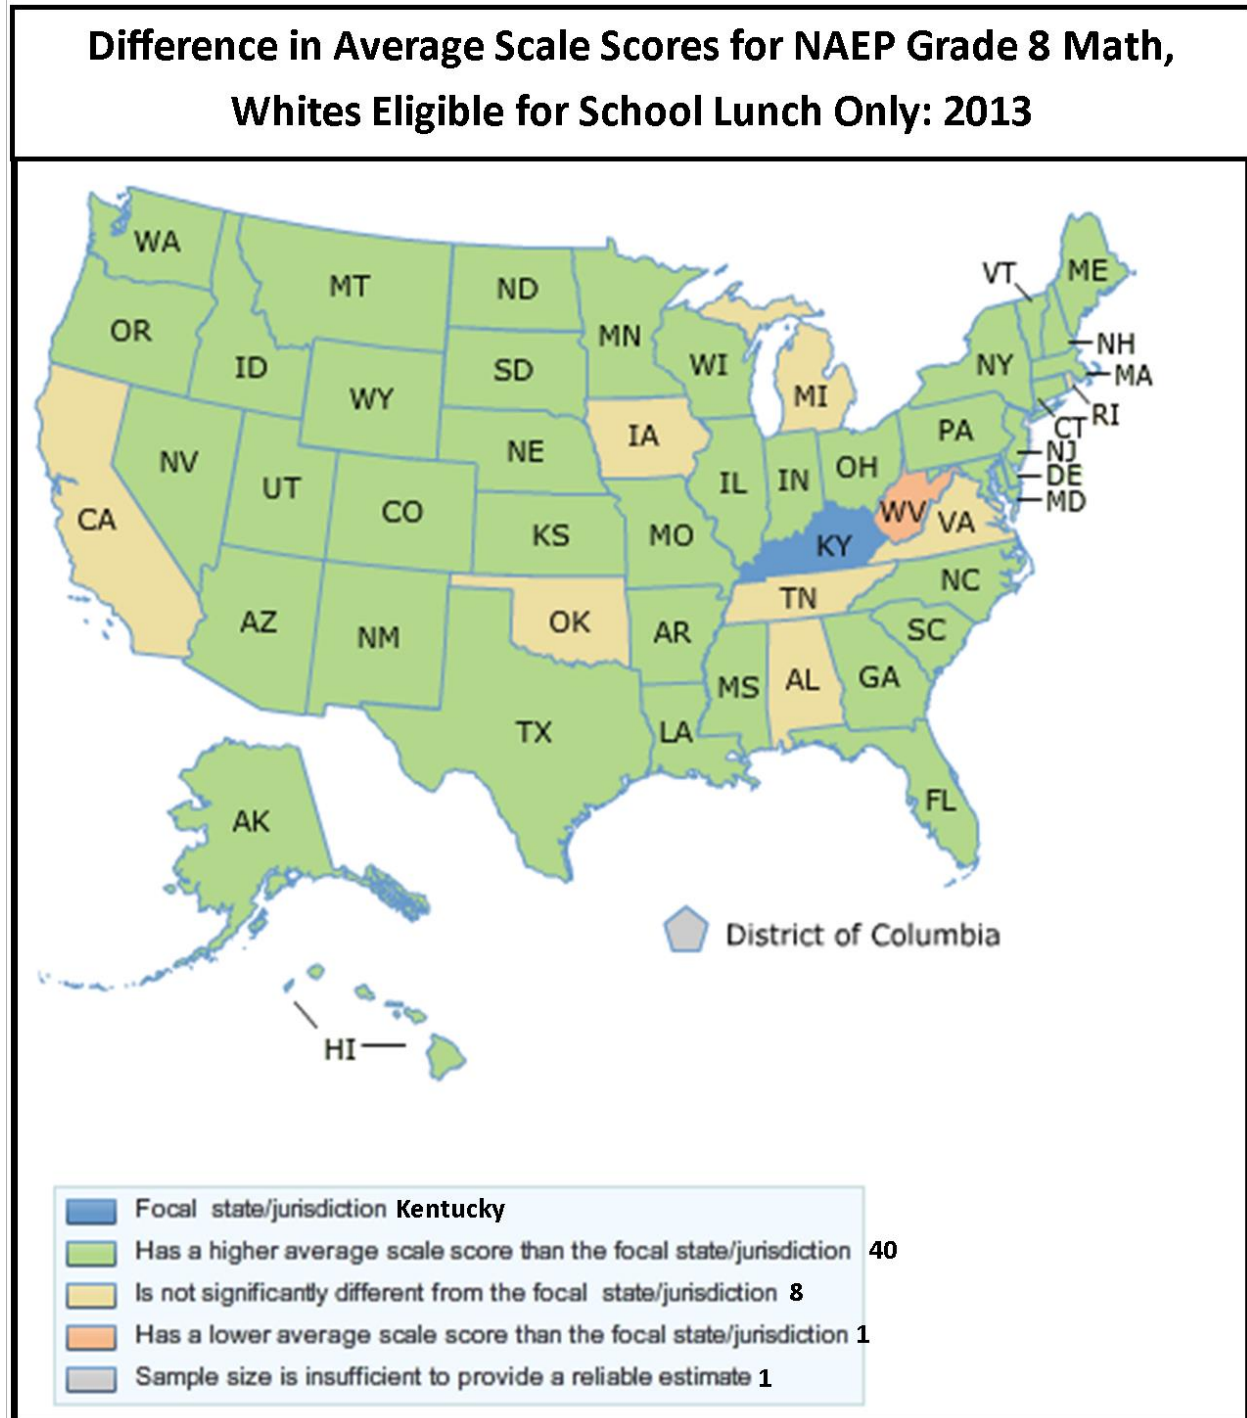 Difference in Average Scale Scores for NAEP Grade 8 Math,
Whites Eligible for School Lunch Only: 2013
WA
MT
ND
MN
VT
ME
OR
ID
SD
WI
NY
NH
WY
MI
MA
RI
IA
PA
CT
NV
NE
IL
IN
OH
NJ
UT
DE
CO
MD
CA
KS
MO
WV
VA
KY
NC
AZ
TN
NM
OK
AR
SC
MS
AL
GA
TX
LA
FL
AK
District of Columbia
HI
Focal state/jurisdiction Kentucky
Has a higher average scale score than the focal state/jurisdiction 40
Is not significantly different from the focal state/jurisdiction 8
Has a lower average scale score than the focal state/jurisdiction 1
Sample size is insufficient to provide a reliable estimate 1